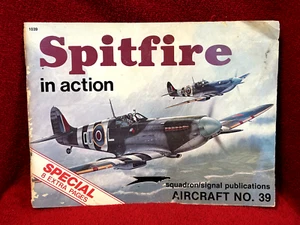 1039
Spitfire
in action
SPECIAL
8 EXTRA PAGES
squadron/signal publications
AIRCRAFT NO. 39